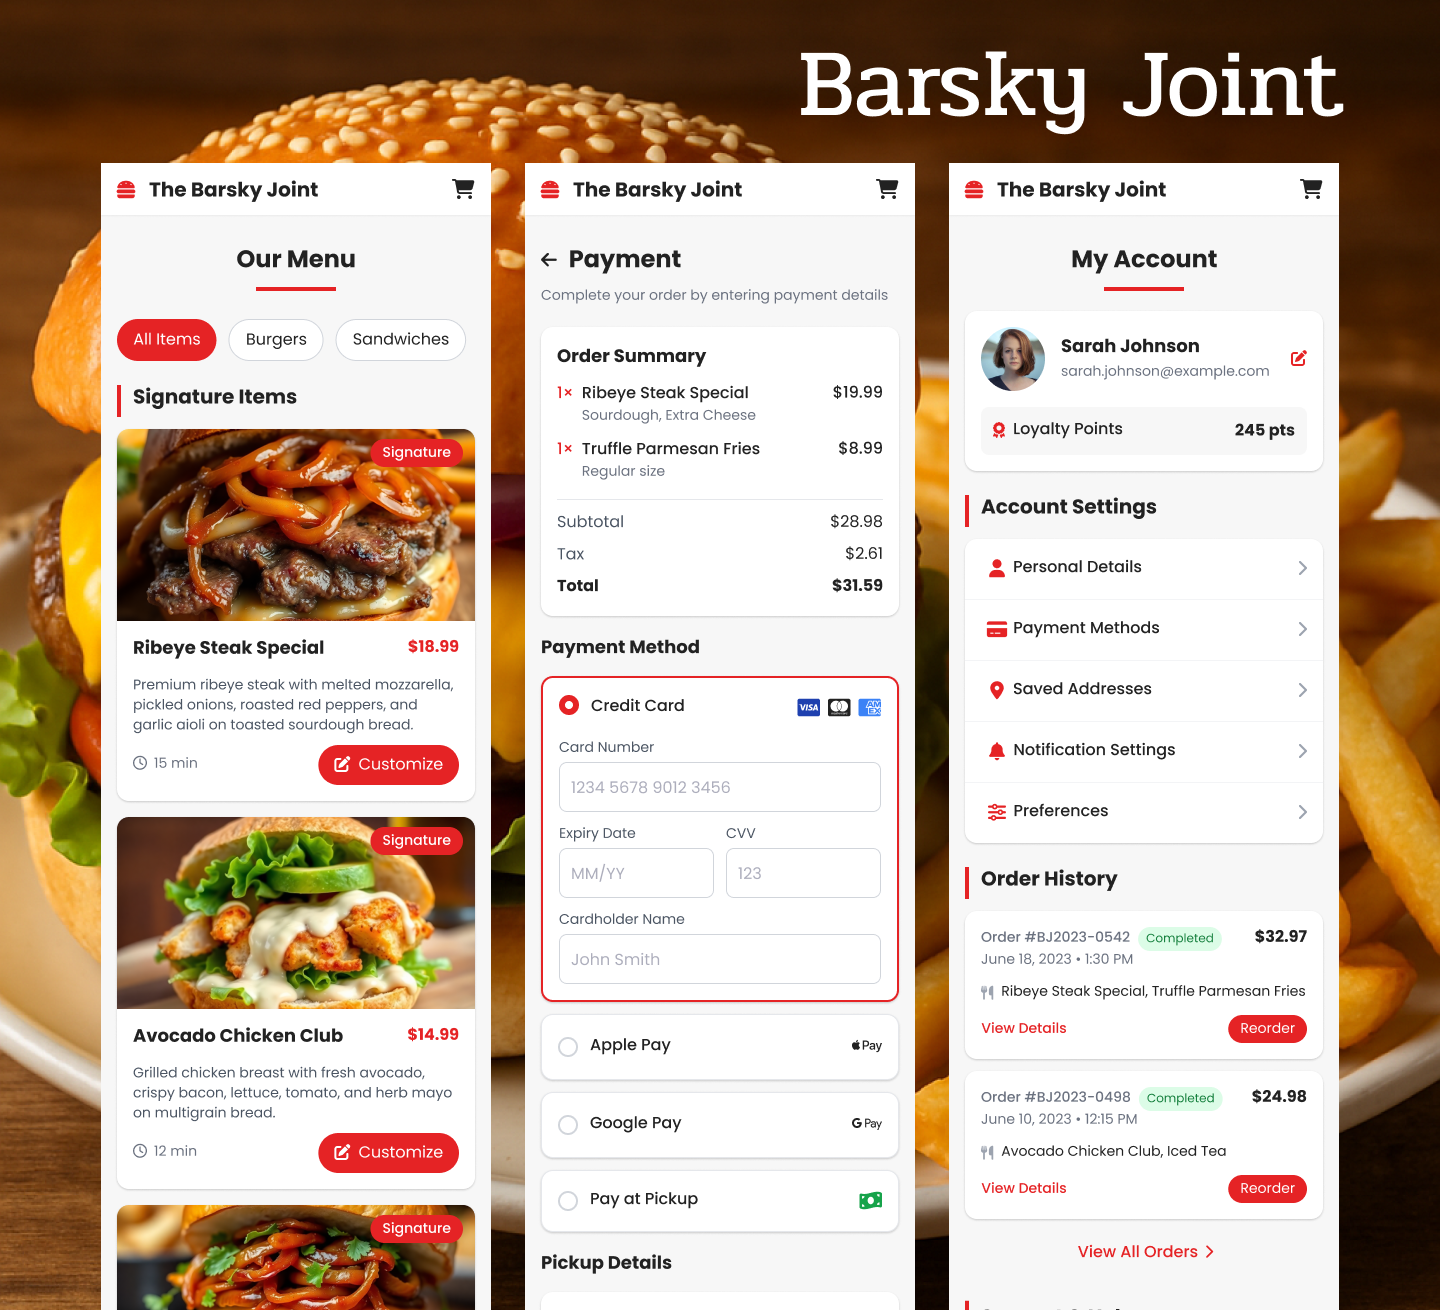 Barsky Joint
The Barsky Joint
Our Menu
All Items
Burgers
Sandwiches
Signature Items
Signature
Ribeye Steak Special
$18.99
Premium ribeye steak with melted mozzarella,
pickled onions, roasted red peppers, and
garlic aioli on toasted sourdough bread.
15 min
Customize
Signature
Avocado Chicken Club
$14.99
Grilled chicken breast with fresh avocado,
crispy bacon, lettuce, tomato, and herb mayo
on multigrain bread.
12 min
Customize
Signature
The Barsky Joint
Payment
Complete your order by entering payment details
Order Summary
1× Ribeye Steak Special $19.99
Sourdough, Extra Cheese
1× Truffle Parmesan Fries $8.99
Regular size
Subtotal $28.98
Tax $2.61
Total $31.59
Payment Method
Credit Card
VISA
AM
EX
Card Number
1234 5678 9012 3456
Expiry Date
CVV
MM/YY
123
Cardholder Name
John Smith
Apple Pay
Pay
Google Pay
G Pay
Pay at Pickup
Pickup Details
The Barsky Joint
My Account
Sarah Johnson
sarah.johnson@example.com
Loyalty Points
245 pts
Account Settings
Personal Details
Payment Methods
Saved Addresses
Notification Settings
Preferences
Order History
Order #BJ2023-0542
Completed
$32.97
June 18, 2023 • 1:30 PM
Ribeye Steak Special, Truffle Parmesan Fries
View Details
Reorder
Order #BJ2023-0498
Completed
$24.98
June 10, 2023 • 12:15 PM
Avocado Chicken Club, Iced Tea
View Details
Reorder
View All Orders